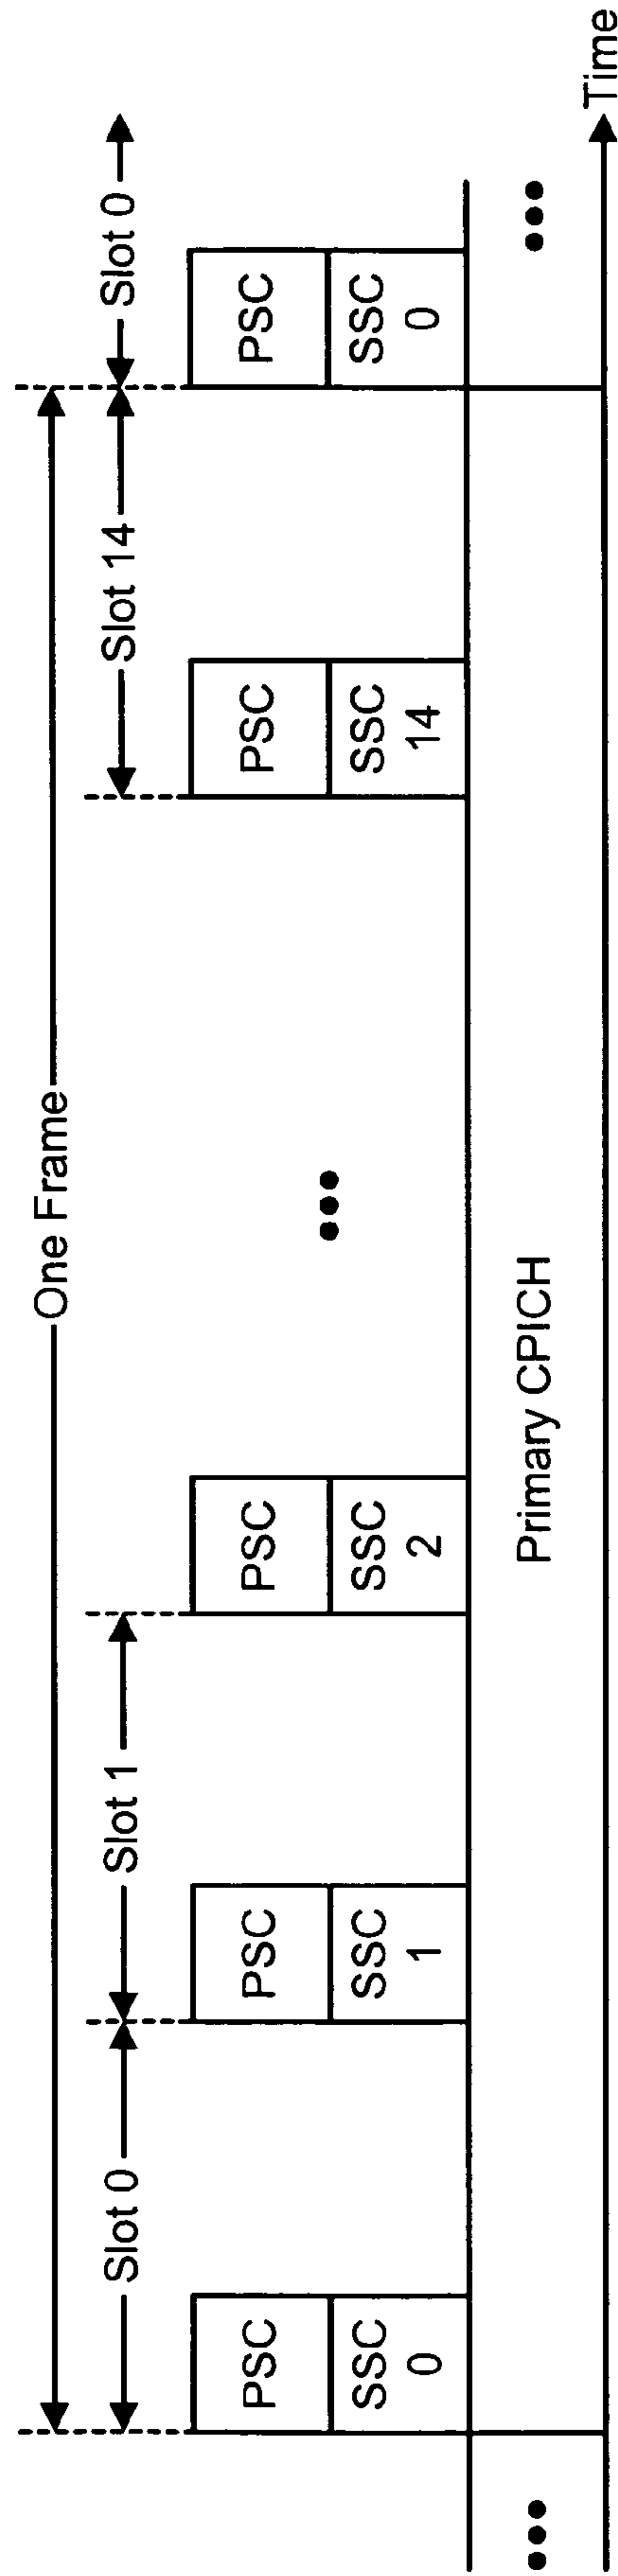 One Frame
Slot 0
Slot 1
Slot 14
Slot 0
PSC
PSC
PSC
PSC
PSC
SSC
0
SSC
1
SSC
2
SSC
14
SSC
0
Primary CPICH
Time